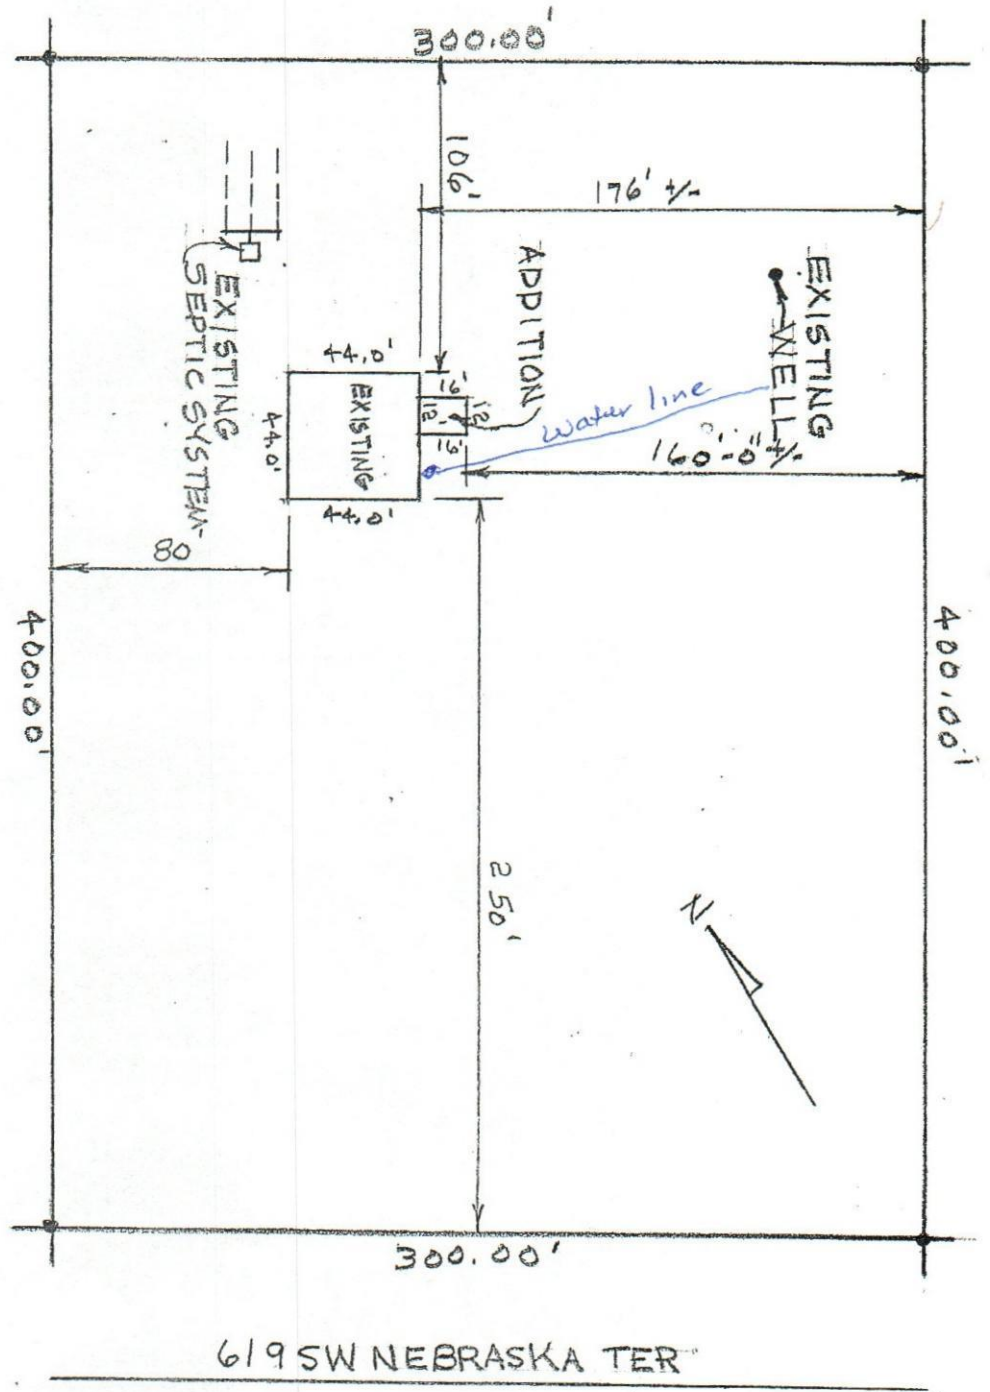 300.00'
106'
176' +/-
EXISTING
WELL
ADDITION
EXISTING
SEPTIC SYSTEM
44.0'
16'
12'
12'
16'
EXISTING
44.0'
44.0'
Water line
160'-0" +/-
80
400.00'
400.00'
250'
N
300.00'
619 SW NEBRASKA TER